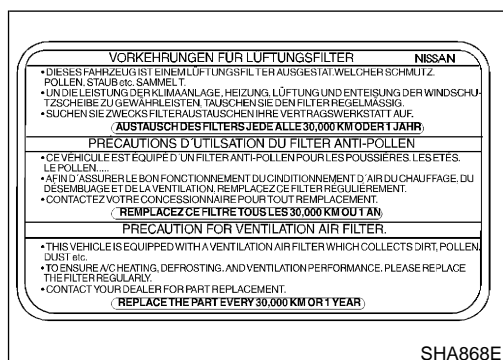 VORKEHRUNGEN FÜR LÜFTUNGSFILTER NISSAN
• DIESES FAHRZEUG IST EINEM LÜFTUNGSFILTER AUSGESTAT. WELCHER SCHMUTZ.
POLLEN, STAUB etc. SAMMELT.
• UN DIE LEISTUNG DER KLIMAANLAGE, HEIZUNG, LÜFTUNG UND ENTEISUNG DER WINDSCHU-
TZSCHEIBE ZU GEWÄHRLEISTEN, TAUSCHEN SIE DEN FILTER REGELMÄSSIG.
• SUCHEN SIE ZWECKS FILTERAUSTAUSCHEN IHRE VERTRAGSWERKSTATT AUF.
AUSTAUSCH DES FILTERS JEDE ALLE 30,000 KM ODER 1 JAHR
PRÉCAUTIONS D´UTILSATION DU FILTER ANTI-POLLEN
• CE VÉHICULE EST ÉQUIPÉ D´UN FILTER ANTI-POLLEN POUR LES POUSSIÈRES. LES ÉTÉS.
LE POLLEN.....
• AFIN D´ASSURER LE BON FONCTIONNEMENT DU CINDITIONNEMENT D´AIR DU CHAUFFAGE, DU
DÉSEMBUAGE ET DE LA VENTILATION, REMPLACEZ CE FILTER RÉGULIÈREMENT.
• CONTACTEZ VOTRE CONCESSIONNAIRE POUR TOUT REMPLACEMENT.
REMPLACEZ CE FILTRE TOUS LES 30,000 KM OU 1 AN
PRECAUTION FOR VENTILATION AIR FILTER.
• THIS VEHICLE IS EQUIPPED WITH A VENTILATION AIR FILTER WHICH COLLECTS DIRT, POLLEN,
DUST etc.
• TO ENSURE A/C HEATING, DEFROSTING. AND VENTILATION PERFORMANCE. PLEASE REPLACE
THE FILTER REGULARLY.
• CONTACT YOUR DEALER FOR PART REPLACEMENT.
REPLACE THE PART EVERY 30,000 KM OR 1 YEAR
SHA868E